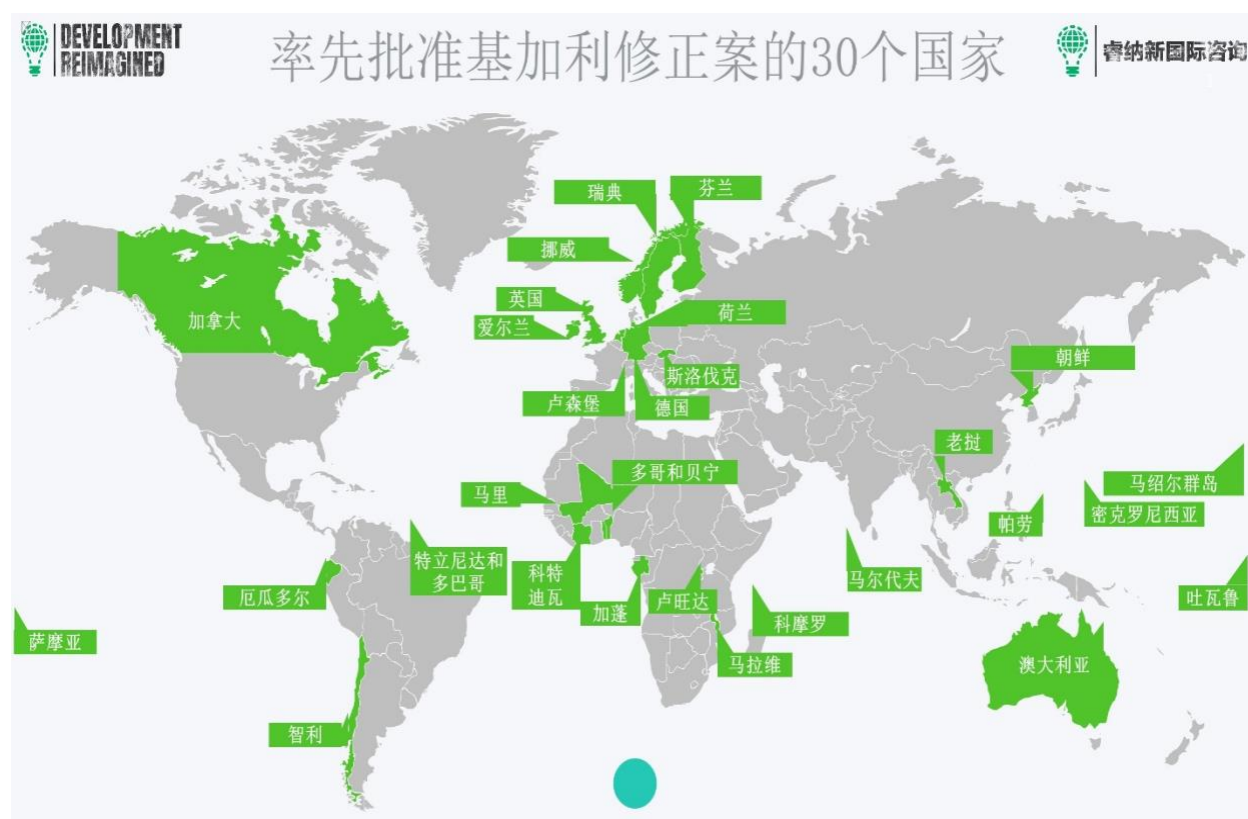 DEVELOPMENT
REIMAGINED
率先批准基加利修正案的30个国家
睿纳新国际咨询
瑞典
芬兰
挪威
英国
荷兰
加拿大
爱尔兰
朝鲜
斯洛伐克
卢森堡
德国
老挝
多哥和贝宁
马里
马绍尔群岛
密克罗尼西亚
帕劳
特立尼达和
多巴哥
科特
迪瓦
马尔代夫
厄瓜多尔
加蓬
卢旺达
吐瓦鲁
科摩罗
萨摩亚
马拉维
澳大利亚
智利